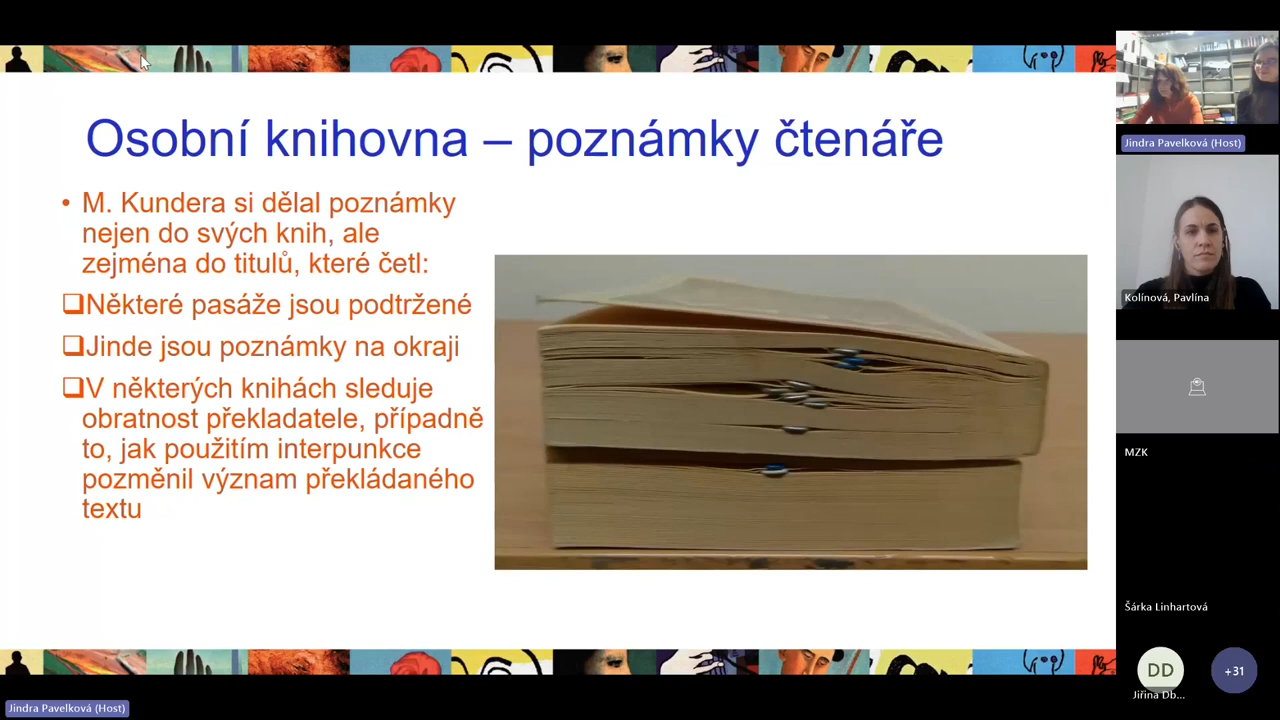 Osobní knihovna – poznámky čtenáře
• M. Kundera si dělal poznámky
nejen do svých knih, ale
zejména do titulů, které četl:
❑Některé pasáže jsou podtržené
❑Jinde jsou poznámky na okraji
❑V některých knihách sleduje
obratnost překladatele, případně
to, jak použitím interpunkce
pozměnil význam překládaného
textu
Jindra Pavelková (Host)
Kolínová, Pavlína
MZK
Šárka Linhartová
DD
Jiřina Db...
+31
Jindra Pavelková (Host)